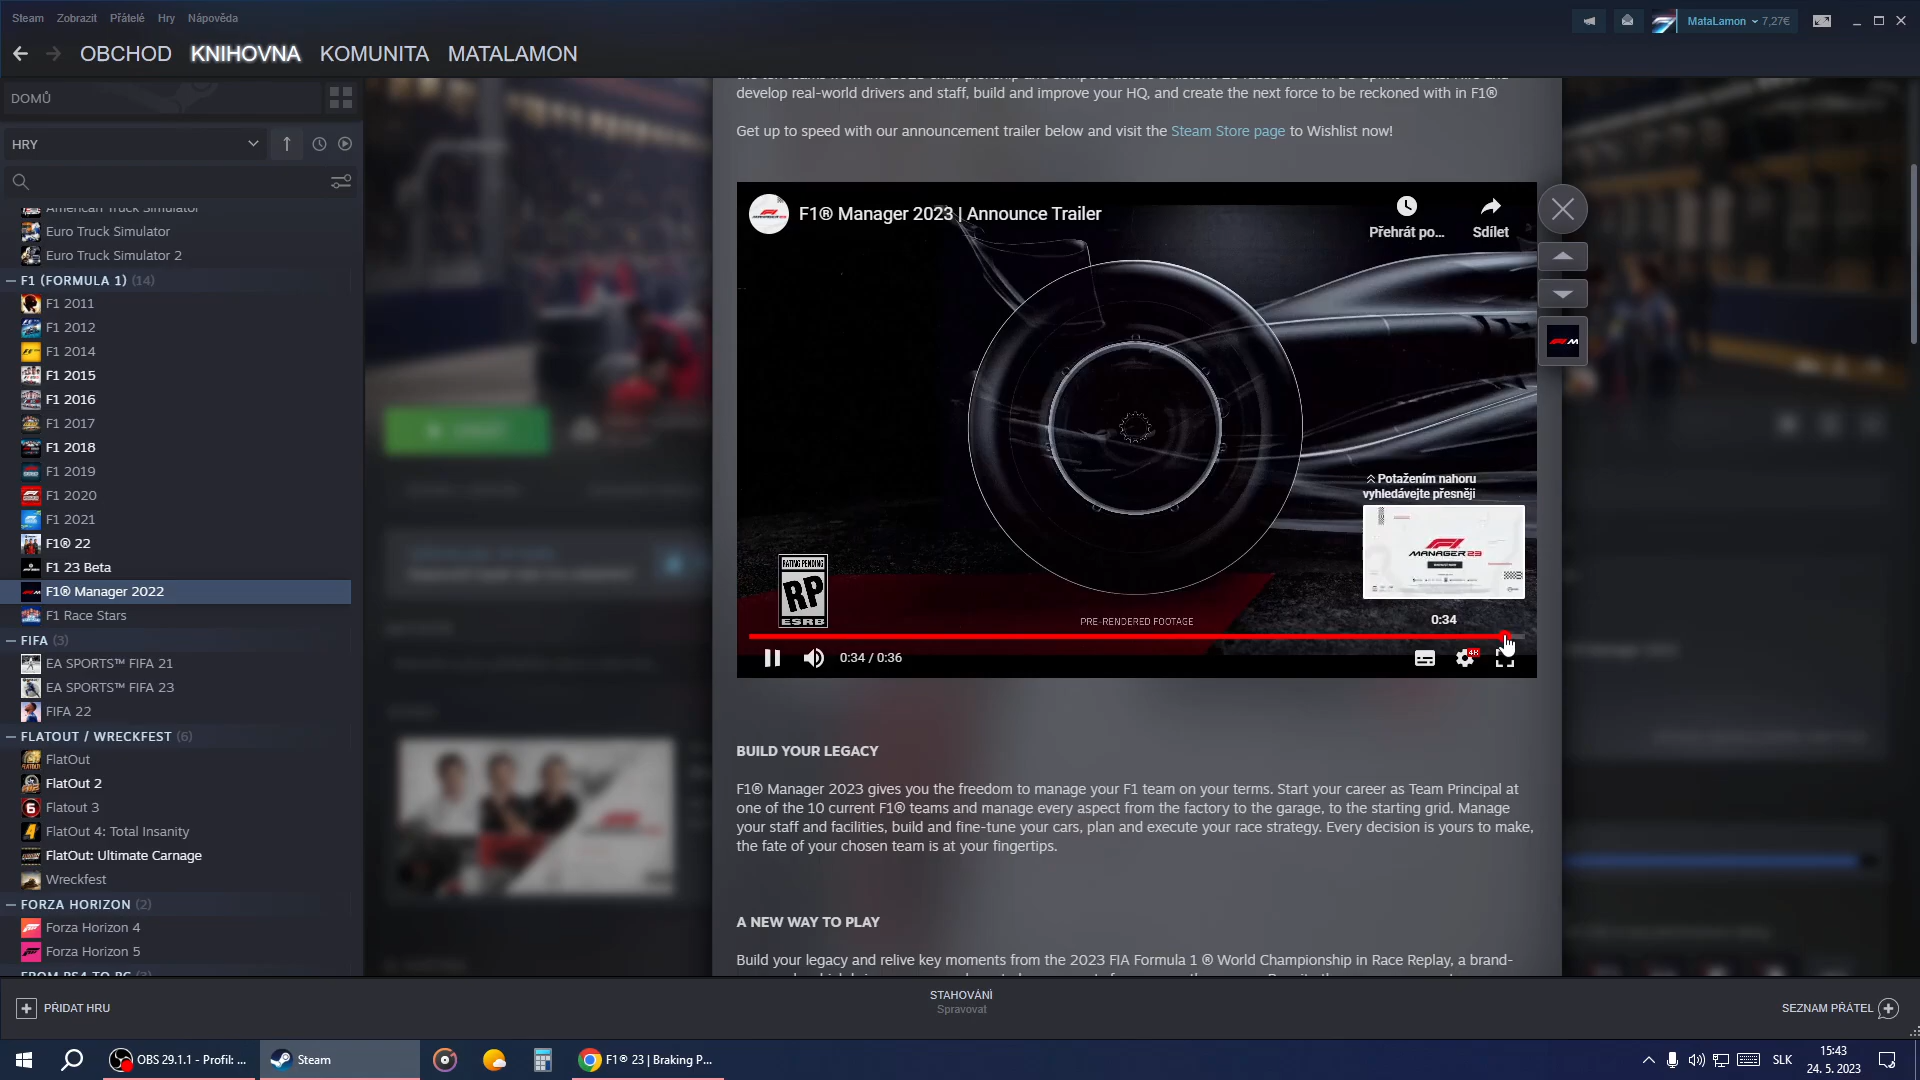 Steam Zobrazit Přátelé Hry Nápověda
MataLamon 7,27€
OBCHOD KNIHOVNA KOMUNITA MATALAMON
DOMŮ
HRY
American Truck Simulator
Euro Truck Simulator
Euro Truck Simulator 2
F1 (FORMULA 1) (14)
F1 2011
F1 2012
F1 2014
F1 2015
F1 2016
F1 2017
F1 2018
F1 2019
F1 2020
F1 2021
F1® 22
F1 23 Beta
F1® Manager 2022
F1 Race Stars
FIFA (3)
EA SPORTS™ FIFA 21
EA SPORTS™ FIFA 23
FIFA 22
FLATOUT / WRECKFEST (6)
FlatOut
FlatOut 2
Flatout 3
FlatOut 4: Total Insanity
FlatOut: Ultimate Carnage
Wreckfest
FORZA HORIZON (2)
Forza Horizon 4
Forza Horizon 5
develop real-world drivers and staff, build and improve your HQ, and create the next force to be reckoned with in F1®
Get up to speed with our announcement trailer below and visit the Steam Store page to Wishlist now!
F1® Manager 2023 | Announce Trailer
Přehrát po...
Sdílet
Potažením nahoru
vyhledávejte přesněji
MANAGER 23
0:34
RATING PENDING
RP
ESRB
PRE-RENDERED FOOTAGE
0:34 / 0:36
4K
BUILD YOUR LEGACY
F1® Manager 2023 gives you the freedom to manage your F1 team on your terms. Start your career as Team Principal at
one of the 10 current F1® teams and manage every aspect from the factory to the garage, to the starting grid. Manage
your staff and facilities, build and fine-tune your cars, plan and execute your race strategy. Every decision is yours to make,
the fate of your chosen team is at your fingertips.
A NEW WAY TO PLAY
Build your legacy and relive key moments from the 2023 FIA Formula 1 ® World Championship in Race Replay, a brand-
PŘIDAT HRU
STAHOVÁNÍ
Spravovat
SEZNAM PŘÁTEL
OBS 29.1.1 - Profil: ...
Steam
F1® 23 | Braking P...
SLK
15:43
24. 5. 2023